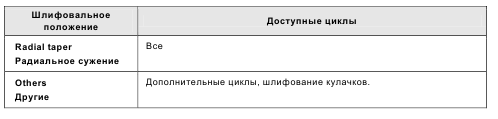 Шлифовальное
положение
Доступные циклы
Radial taper
Радиальное сужение
Все
Others
Другие
Дополнительные циклы, шлифование кулачков.